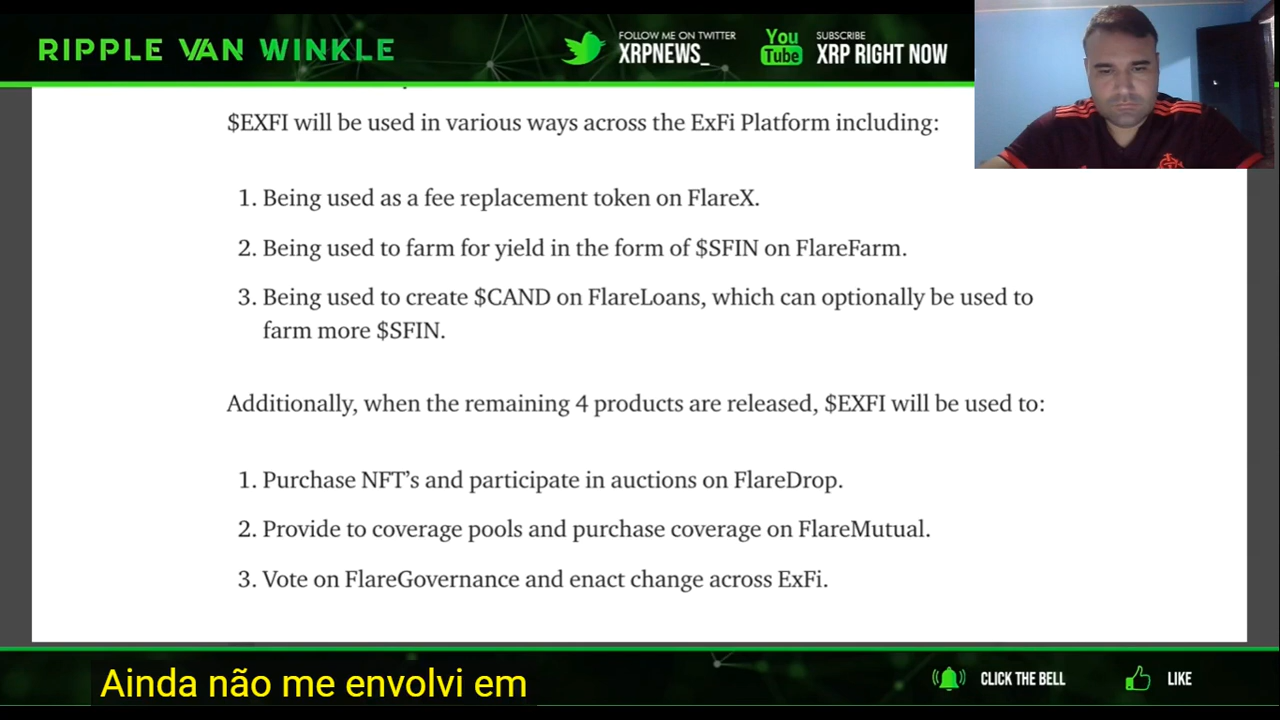 RIPPLE VAN WINKLE
FOLLOW ME ON TWITTER
XRPNEWS_
You
Tube
SUBSCRIBE
XRP RIGHT NOW
$EXFI will be used in various ways across the ExFi Platform including:
1. Being used as a fee replacement token on FlareX.
2. Being used to farm for yield in the form of $SFIN on FlareFarm.
3. Being used to create $CAND on FlareLoans, which can optionally be used to
farm more $SFIN.
Additionally, when the remaining 4 products are released, $EXFI will be used to:
1. Purchase NFT’s and participate in auctions on FlareDrop.
2. Provide to coverage pools and purchase coverage on FlareMutual.
3. Vote on FlareGovernance and enact change across ExFi.
Ainda não me envolvi em
CLICK THE BELL
LIKE